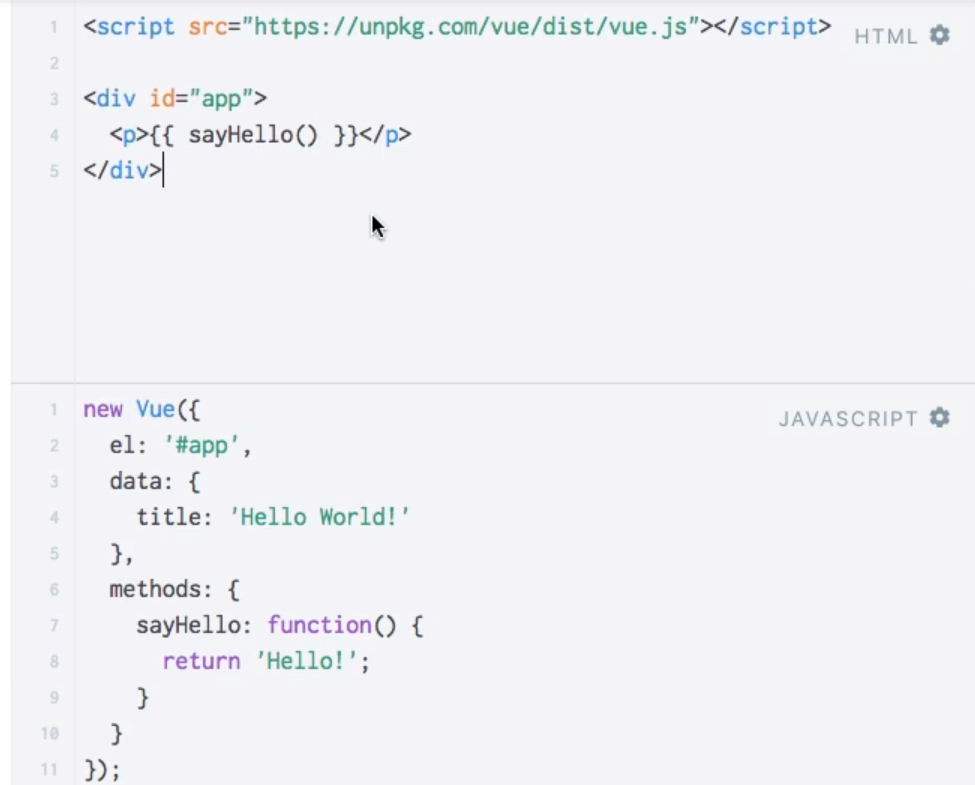 1 <script src="https://unpkg.com/vue/dist/vue.js"></script>
HTML
2
3 <div id="app">
4   <p>{{ sayHello() }}</p>
5 </div>
1 new Vue({
JAVASCRIPT
2   el: '#app',
3   data: {
4     title: 'Hello World!'
5   },
6   methods: {
7     sayHello: function() {
8       return 'Hello!';
9     }
10   }
11 });